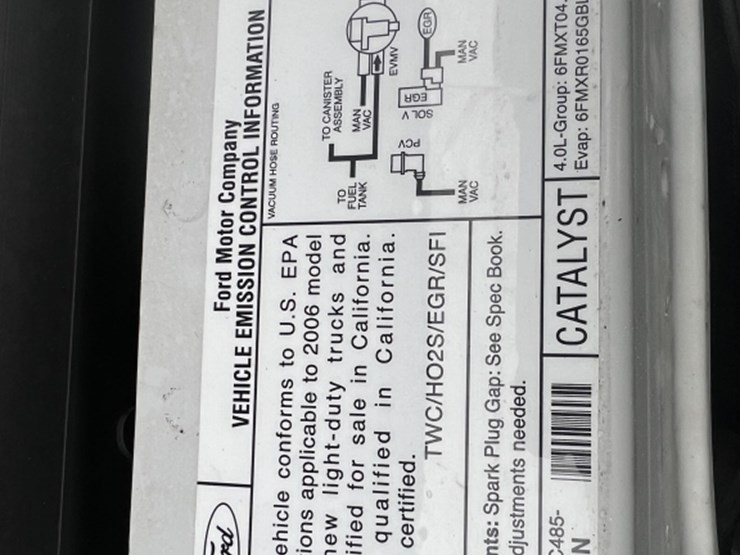 Ford Motor Company
VEHICLE EMISSION CONTROL INFORMATION
ehicle conforms to U.S. EPA
ions applicable to 2006 model
new light-duty trucks and
ified for sale in California.
qualified in California.
certified.
TWC/HO2S/EGR/SFI
nts: Spark Plug Gap: See Spec Book.
djustments needed.
VACUUM HOSE ROUTING
TO CANISTER
ASSEMBLY
TO
FUEL
TANK
MAN
VAC
EVMV
PCV
MAN
VAC
EGR
SOL V
EGR
MAN
VAC
C485-
N
CATALYST
4.0L-Group: 6FMXT04.
Evap: 6FMXR0165GBL